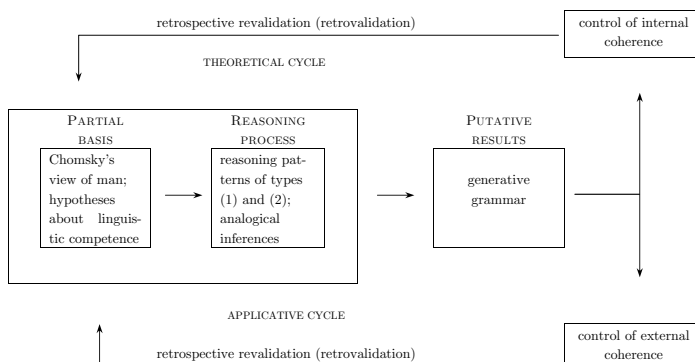 retrospective revalidation (retrovalidation)
control of internal
coherence
THEORETICAL CYCLE
PARTIAL
BASIS
REASONING
PROCESS
PUTATIVE
RESULTS
Chomsky's
view of man;
hypotheses
about linguis-
tic competence
reasoning pat-
terns of types
(1) and (2);
analogical
inferences
generative
grammar
APPLICATIVE CYCLE
control of external
coherence
retrospective revalidation (retrovalidation)